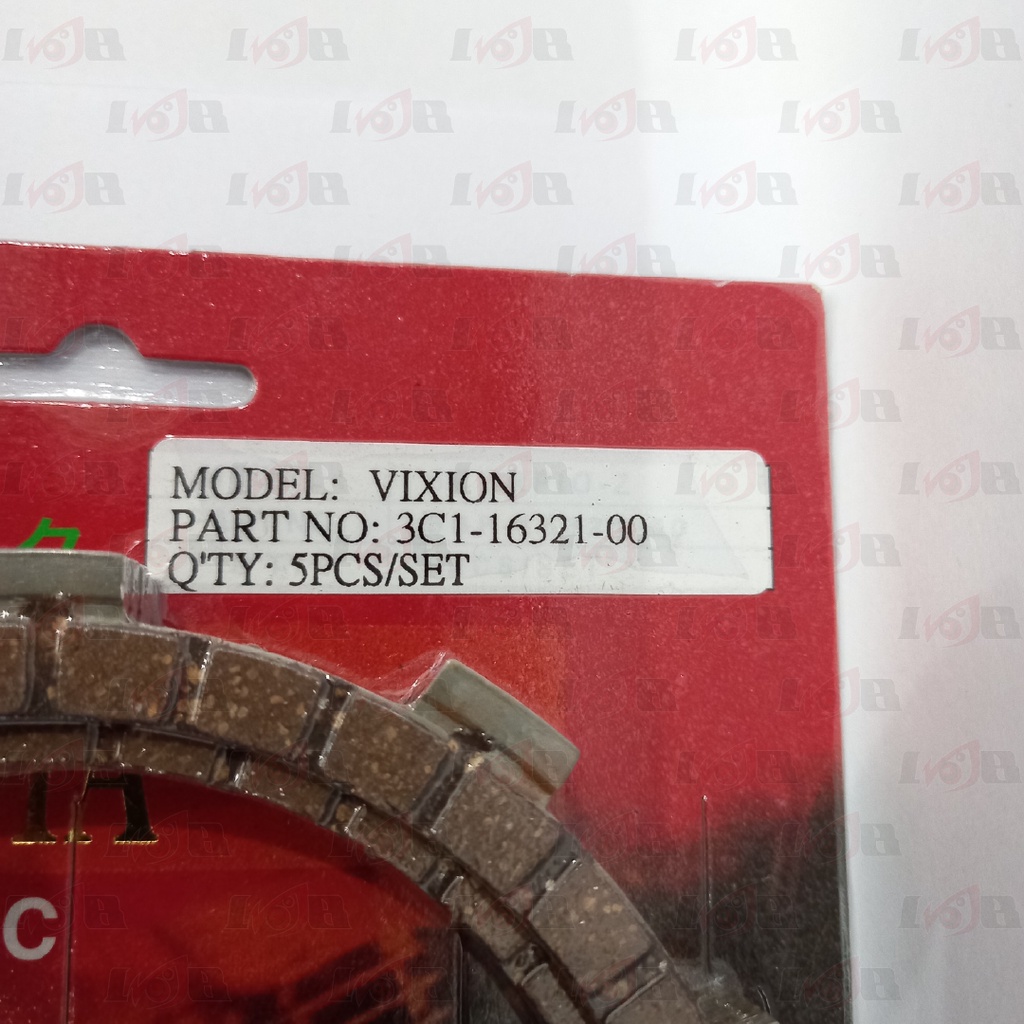 MODEL: VIXION
PART NO: 3C1-16321-00
Q'TY: 5PCS/SET
C